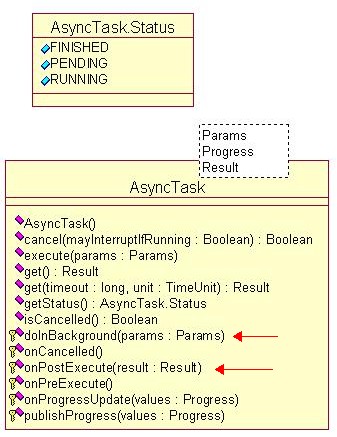 AsyncTask.Status
FINISHED
PENDING
RUNNING
Params
Progress
Result
AsyncTask
AsyncTask()
cancel(mayInterruptIfRunning : Boolean) : Boolean
execute(params : Params)
get() : Result
get(timeout : long, unit : TimeUnit) : Result
getStatus() : AsyncTask.Status
isCancelled() : Boolean
doInBackground(params : Params)
onCancelled()
onPostExecute(result : Result)
onPreExecute()
onProgressUpdate(values : Progress)
publishProgress(values : Progress)